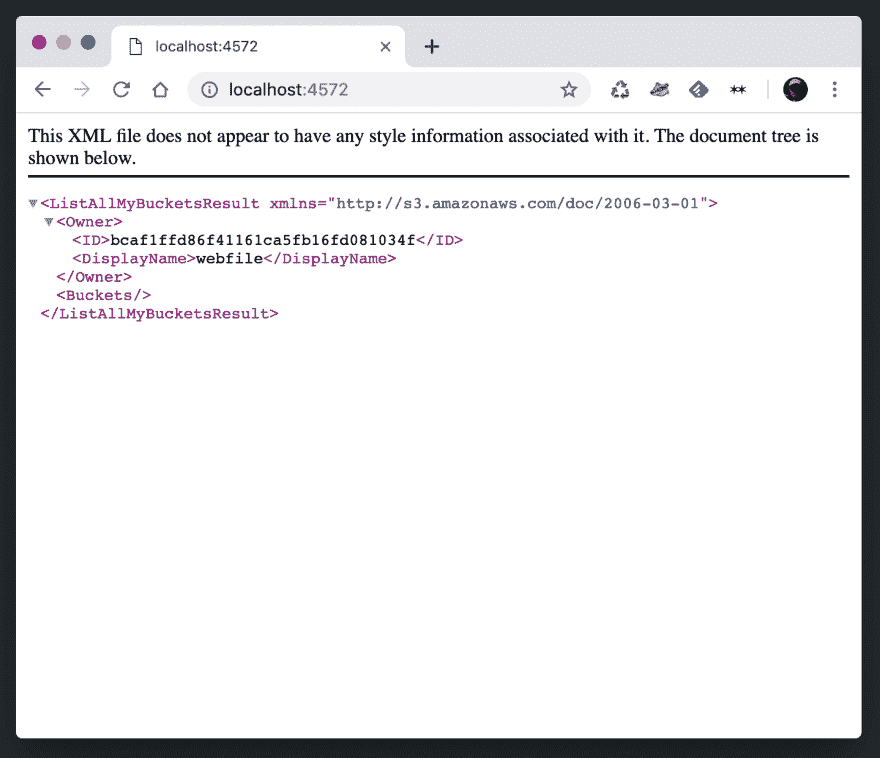 localhost:4572
localhost:4572
This XML file does not appear to have any style information associated with it. The document tree is
shown below.
<ListAllMyBucketsResult xmlns="http://s3.amazonaws.com/doc/2006-03-01">
<Owner>
<ID>bcaf1ffd86f41161ca5fb16fd081034f</ID>
<DisplayName>webfile</DisplayName>
</Owner>
<Buckets/>
</ListAllMyBucketsResult>